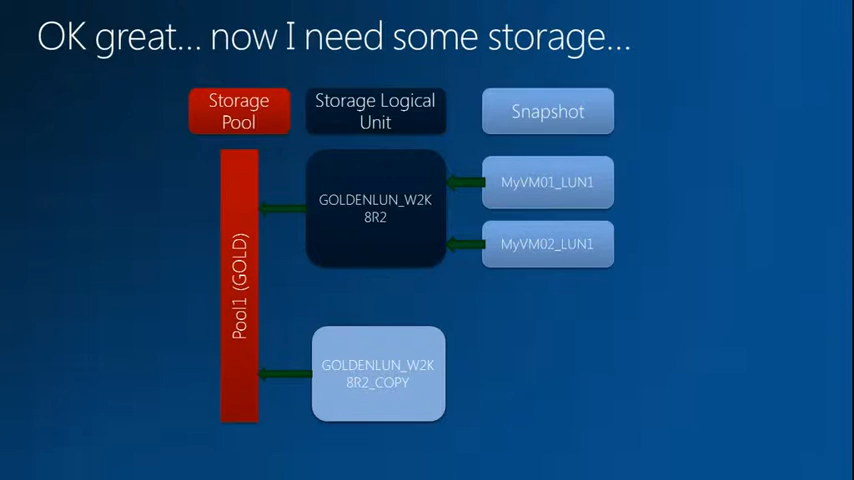 OK great... now I need some storage...
Storage
Pool
Storage Logical
Unit
Snapshot
GOLDENLUN_W2K
8R2
MyVM01_LUN1
MyVM02_LUN1
Pool1 (GOLD)
GOLDENLUN_W2K
8R2_COPY